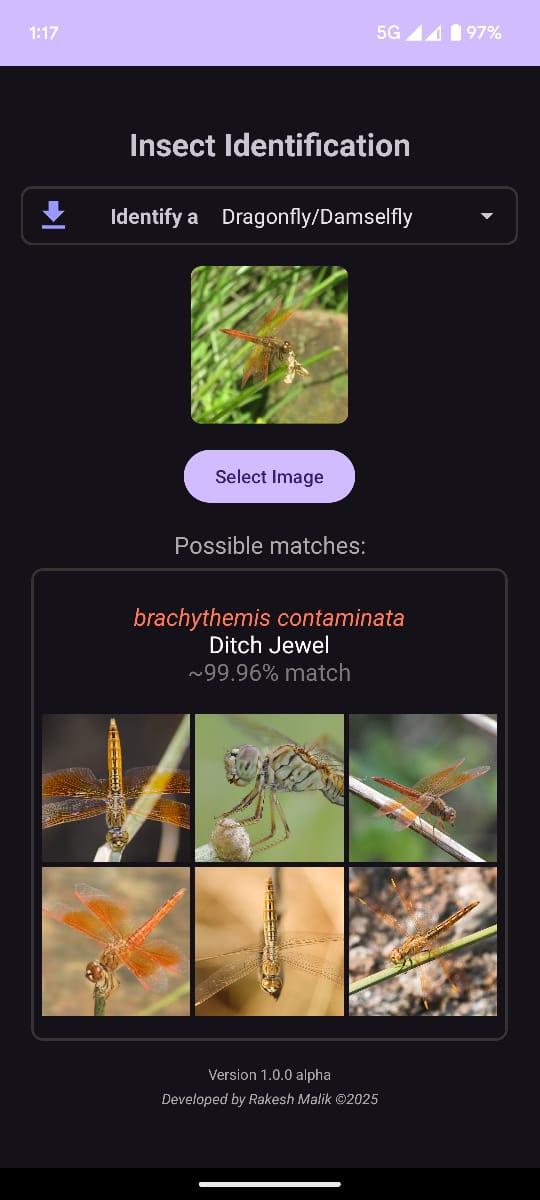 1:17 5G 97%
Insect Identification
Identify a Dragonfly/Damselfly
Select Image
Possible matches:
brachythemis contaminata
Ditch Jewel
~99.96% match
Version 1.0.0 alpha
Developed by Rakesh Malik ©2025